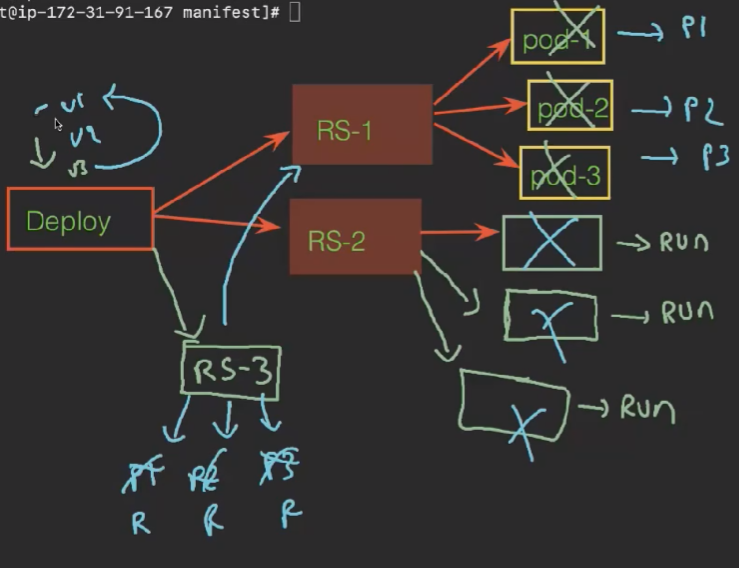 t@ip-172-31-91-167 manifest]#
pod-1 P1
v1
v2
v3
RS-1
pod-2 P2
pod-3 P3
Deploy
RS-2
RUN
RUN
RS-3
RUN
P1 P2 P3
R R R